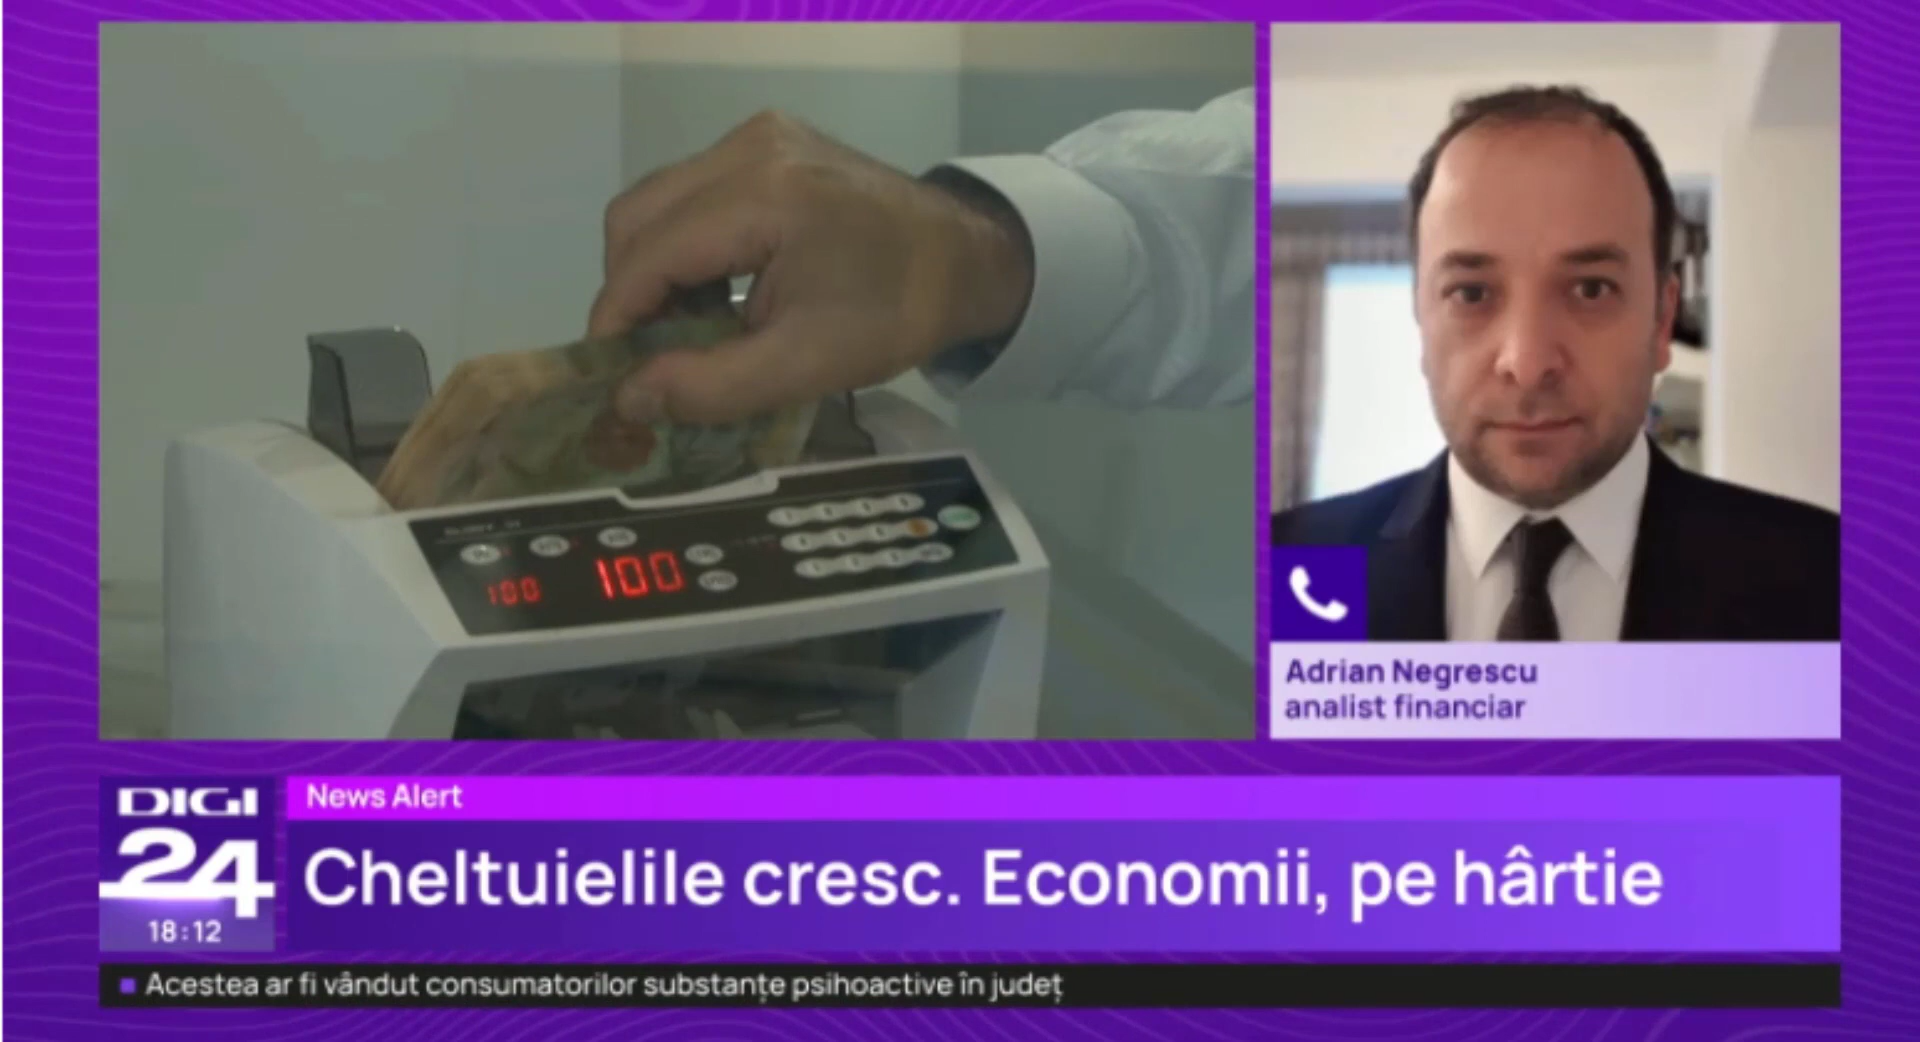 100
100
Adrian Negrescu
analist financiar
DIGI
24
18:12
News Alert
Cheltuielile cresc. Economii, pe hârtie
Acestea ar fi vândut consumatorilor substanțe psihoactive în județ